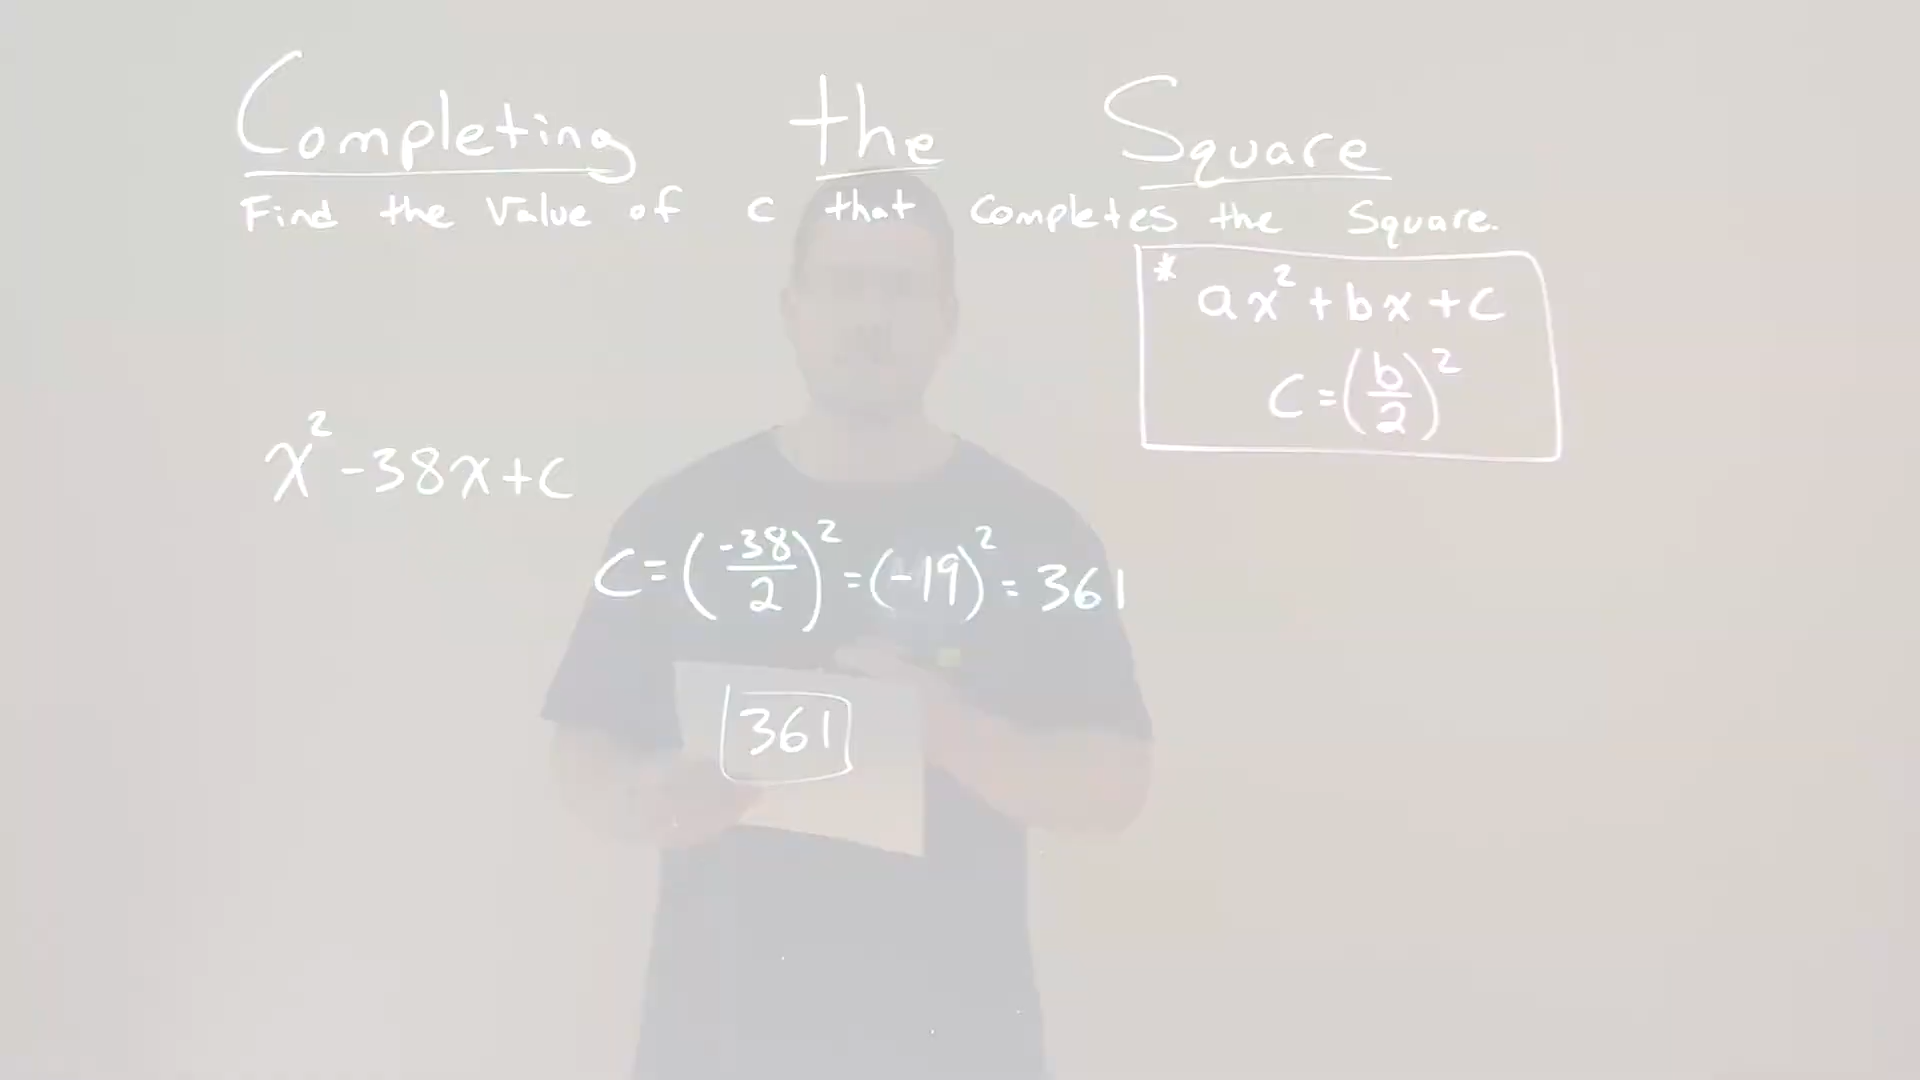 Completing the Square
Find the Value of c that Completes the Square.
* ax² + bx + c
c = (b/2)²
x² - 38x + c
c = (-38/2)² = (-19)² = 361
361